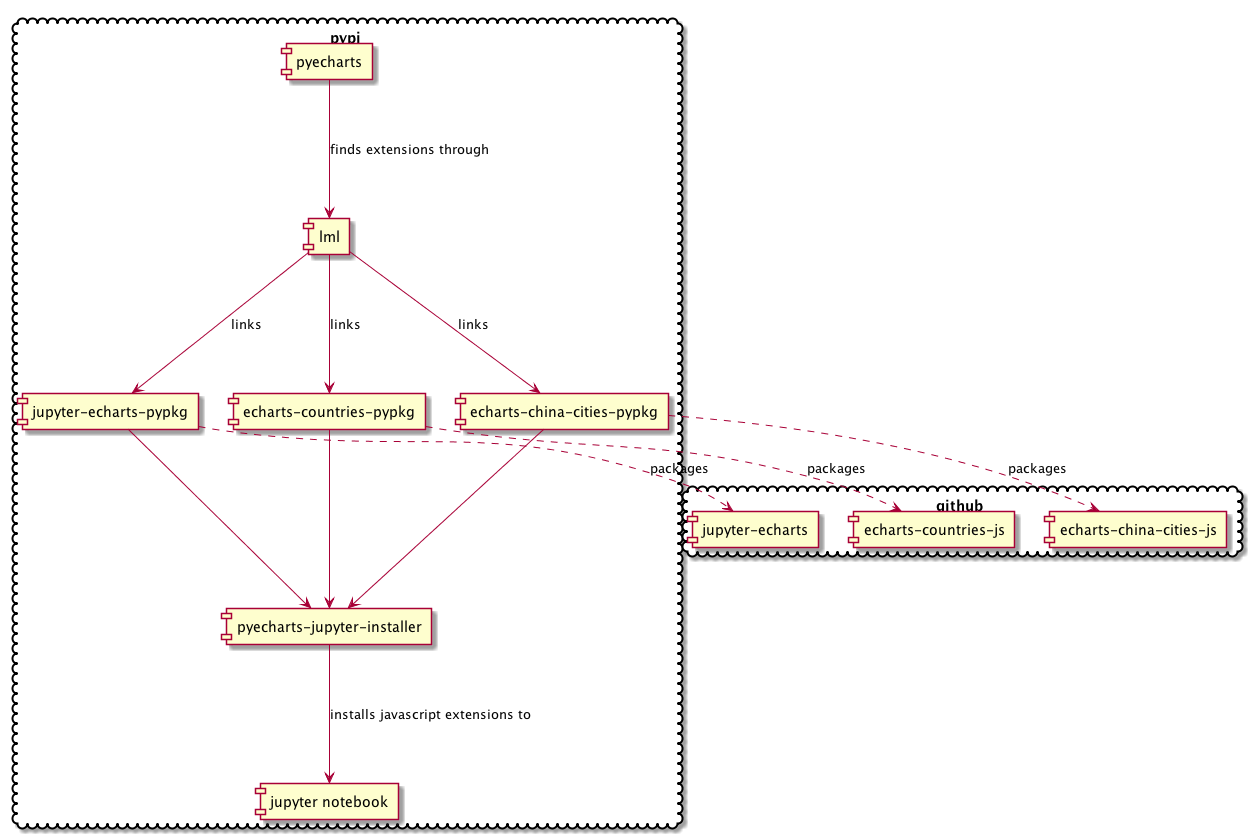 pypi
pyecharts
finds extensions through
lml
links
links
links
jupyter-echarts-pypkg
echarts-countries-pypkg
echarts-china-cities-pypkg
packages
packages
packages
github
jupyter-echarts
echarts-countries-js
echarts-china-cities-js
pyecharts-jupyter-installer
installs javascript extensions to
jupyter notebook